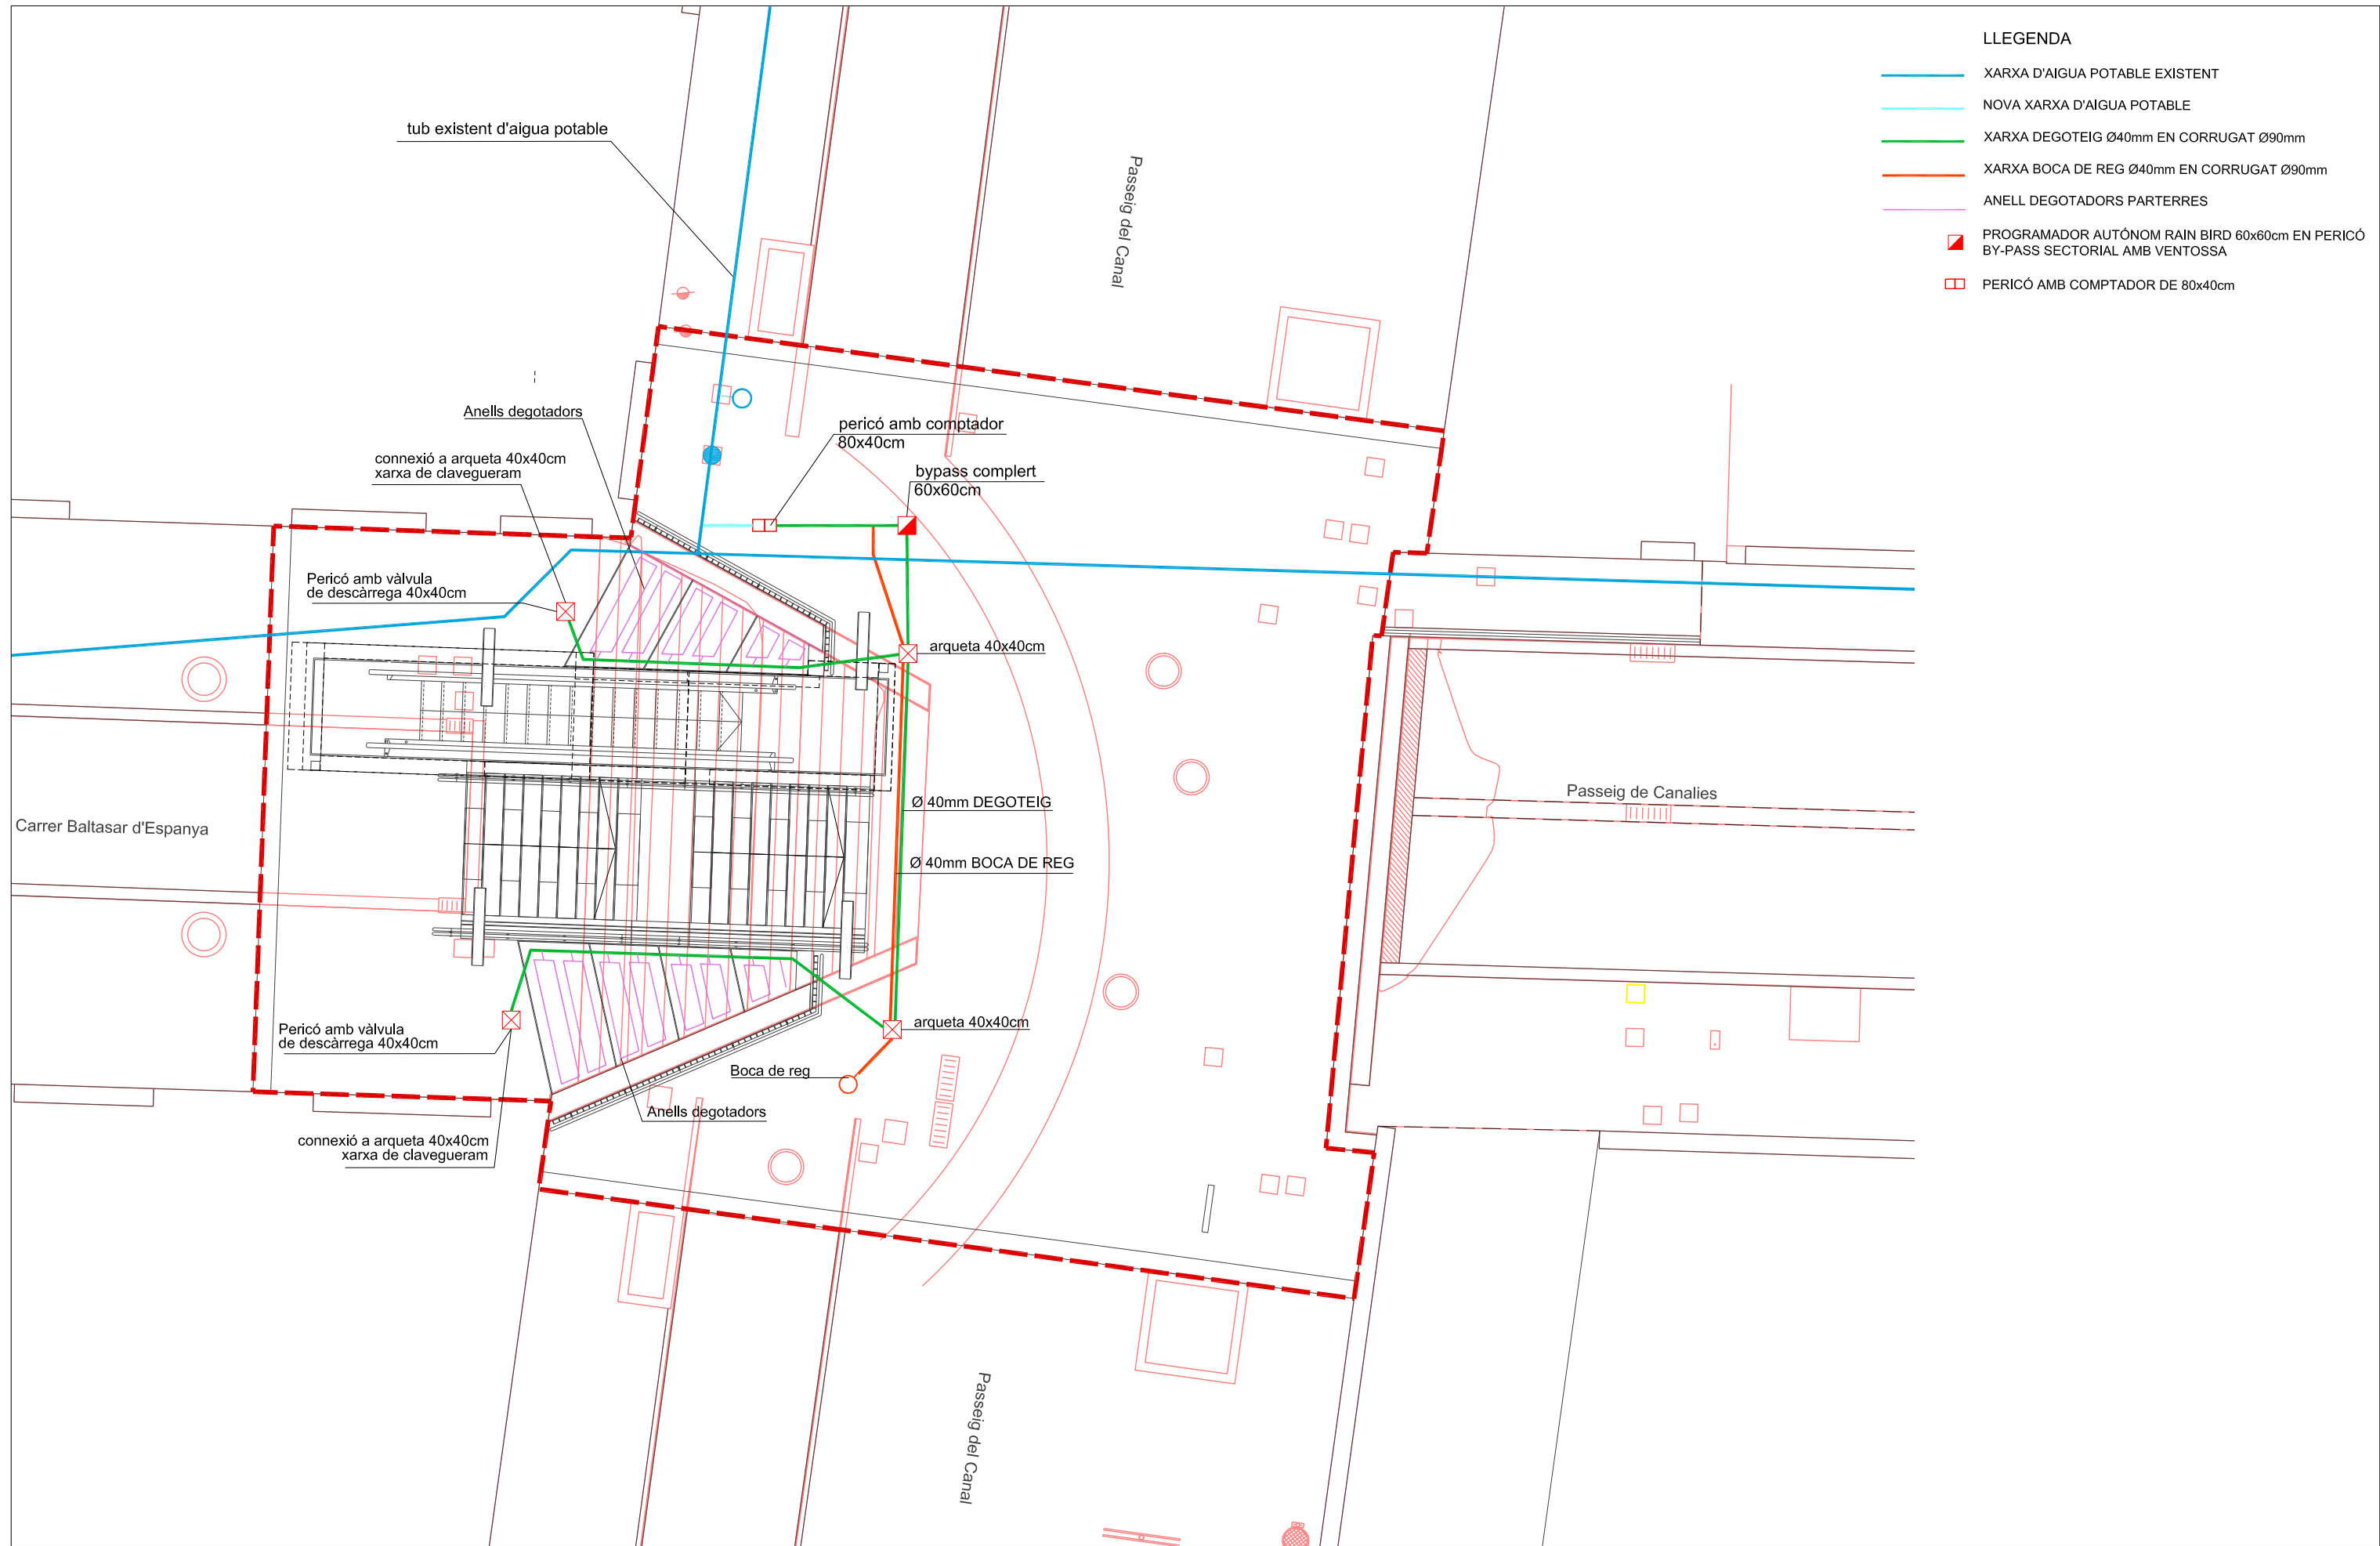 LLEGENDA
XARXA D'AIGUA POTABLE EXISTENT
NOVA XARXA D'AIGUA POTABLE
XARXA DEGOTEIG Ø40mm EN CORRUGAT Ø90mm
XARXA BOCA DE REG Ø40mm EN CORRUGAT Ø90mm
ANELL DEGOTADORS PARTERRES
PROGRAMADOR AUTÓNOM RAIN BIRD 60x60cm EN PERICÓ
BY-PASS SECTORIAL AMB VENTOSSA
PERICÓ AMB COMPTADOR DE 80x40cm
tub existent d'aigua potable
Passeig del Canal
Anells degotadors
pericó amb comptador
80x40cm
connexió a arqueta 40x40cm
xarxa de clavegueram
bypass complert
60x60cm
Pericó amb vàlvula
de descàrrega 40x40cm
arqueta 40x40cm
Ø 40mm DEGOTEIG
Passeig de Canalies
Carrer Baltasar d'Espanya
Ø 40mm BOCA DE REG
arqueta 40x40cm
Pericó amb vàlvula
de descàrrega 40x40cm
Boca de reg
Anells degotadors
connexió a arqueta 40x40cm
xarxa de clavegueram
Passeig del Canal